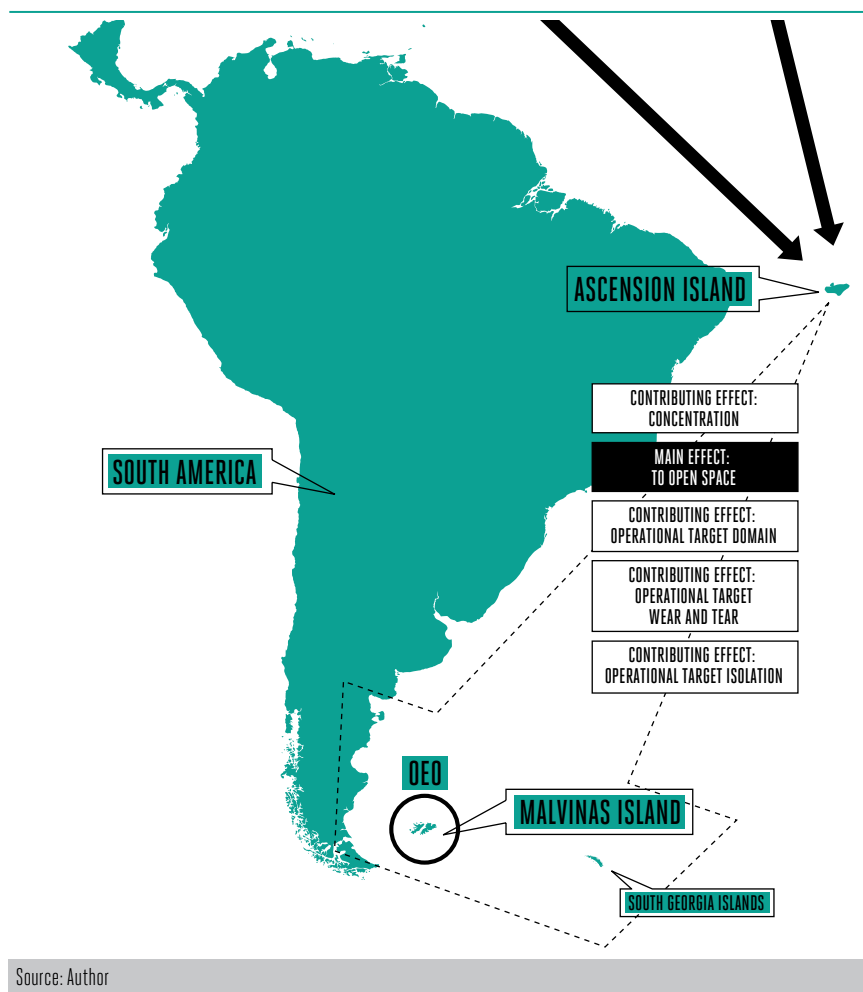 ASCENSION ISLAND
CONTRIBUTING EFFECT:
CONCENTRATION
MAIN EFFECT:
TO OPEN SPACE
SOUTH AMERICA
CONTRIBUTING EFFECT:
OPERATIONAL TARGET DOMAIN
CONTRIBUTING EFFECT:
OPERATIONAL TARGET
WEAR AND TEAR
CONTRIBUTING EFFECT:
OPERATIONAL TARGET ISOLATION
OEO
MALVINAS ISLAND
SOUTH GEORGIA ISLANDS
Source: Author